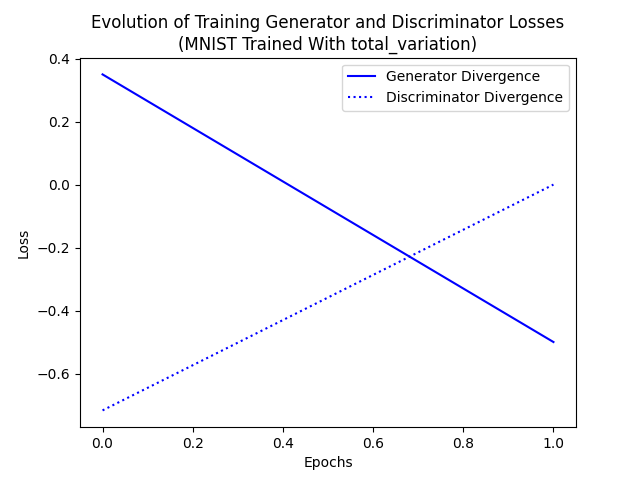 Evolution of Training Generator and Discriminator Losses
(MNIST Trained With total_variation)
Generator Divergence
Discriminator Divergence
Loss
0.4
0.2
0.0
−0.2
−0.4
−0.6
0.0 0.2 0.4 0.6 0.8 1.0
Epochs